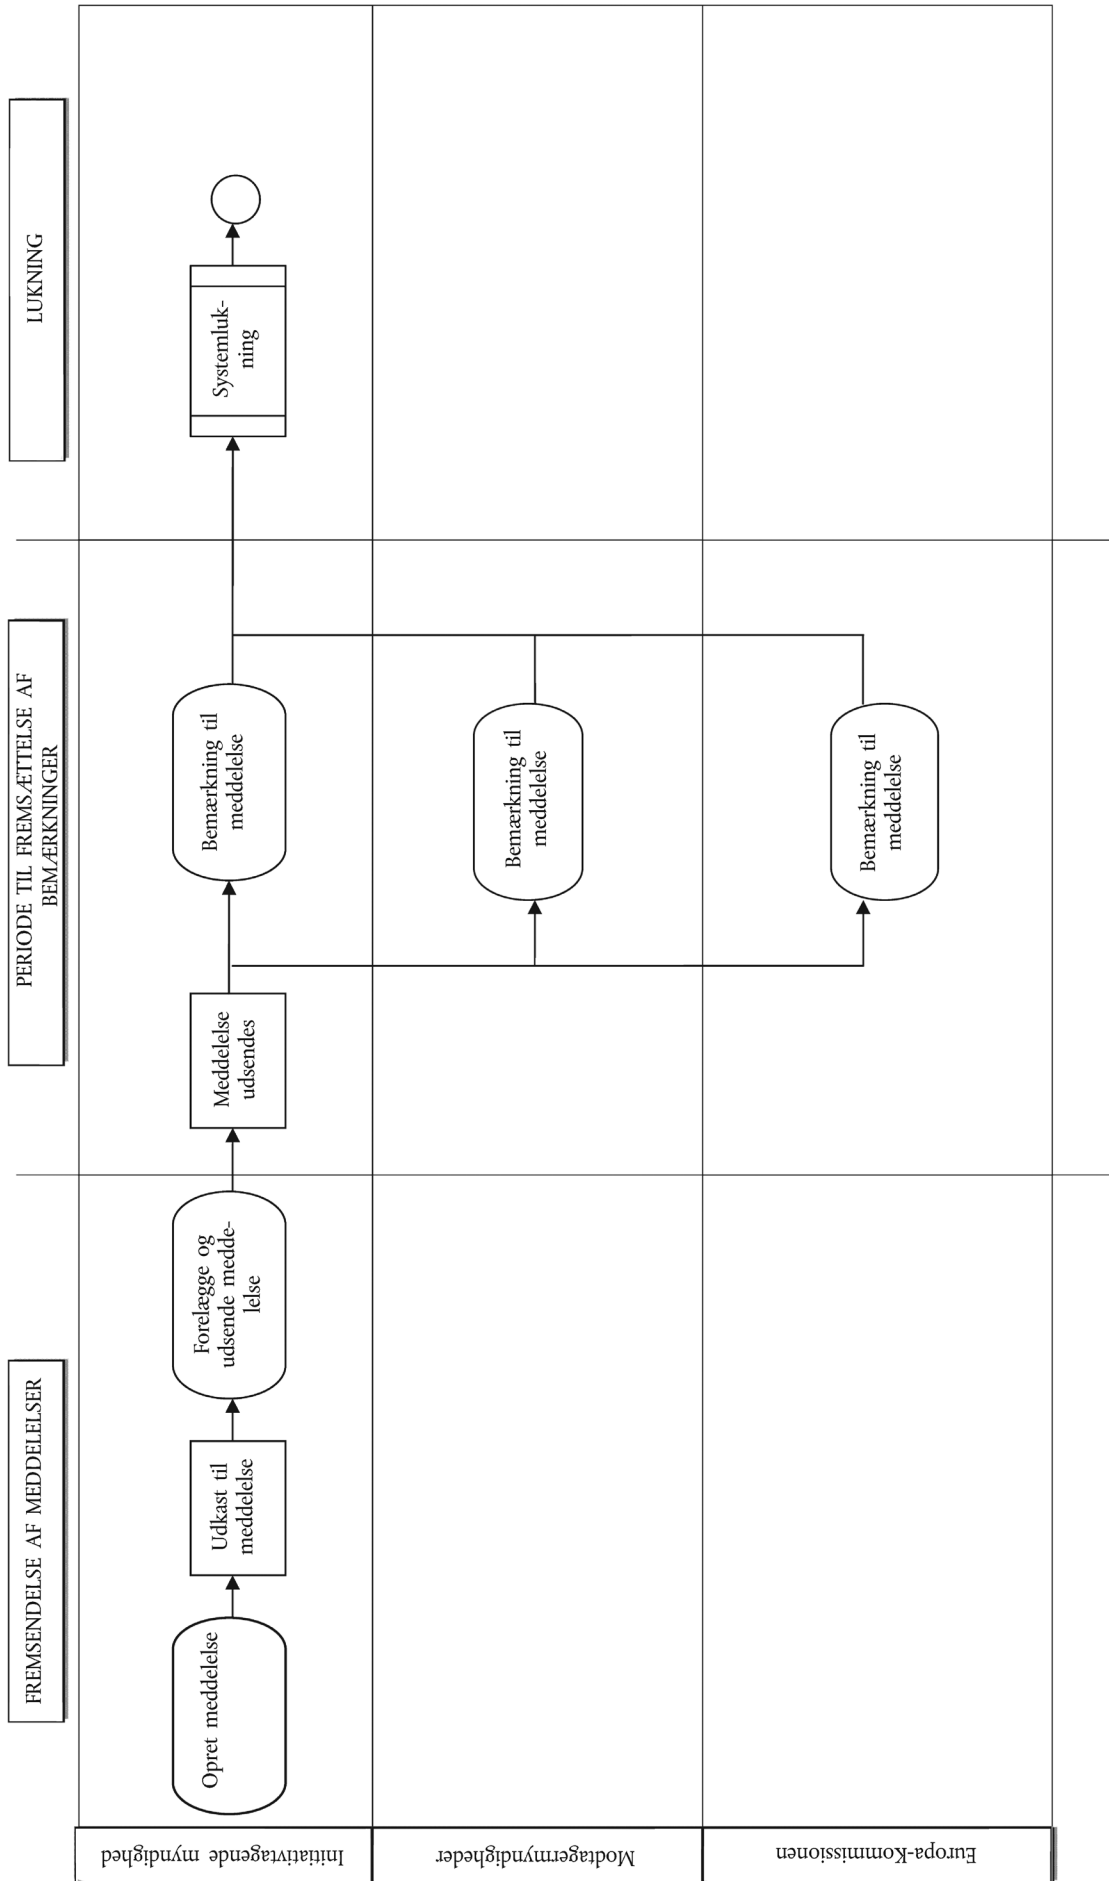 FREMSENDELSE AF MEDDELELSER
PERIODE TIL FREMSÆTTELSE AF
BEMÆRKNINGER
LUKNING
Initiativtagende myndighed
Opret meddelelse
Udkast til
meddelelse
Forelægge og
udsende medde-
lelse
Meddelelse
udsendes
Bemærkning til
meddelelse
Systemluk-
ning
Modtagermyndigheder
Bemærkning til
meddelelse
Europa-Kommissionen
Bemærkning til
meddelelse